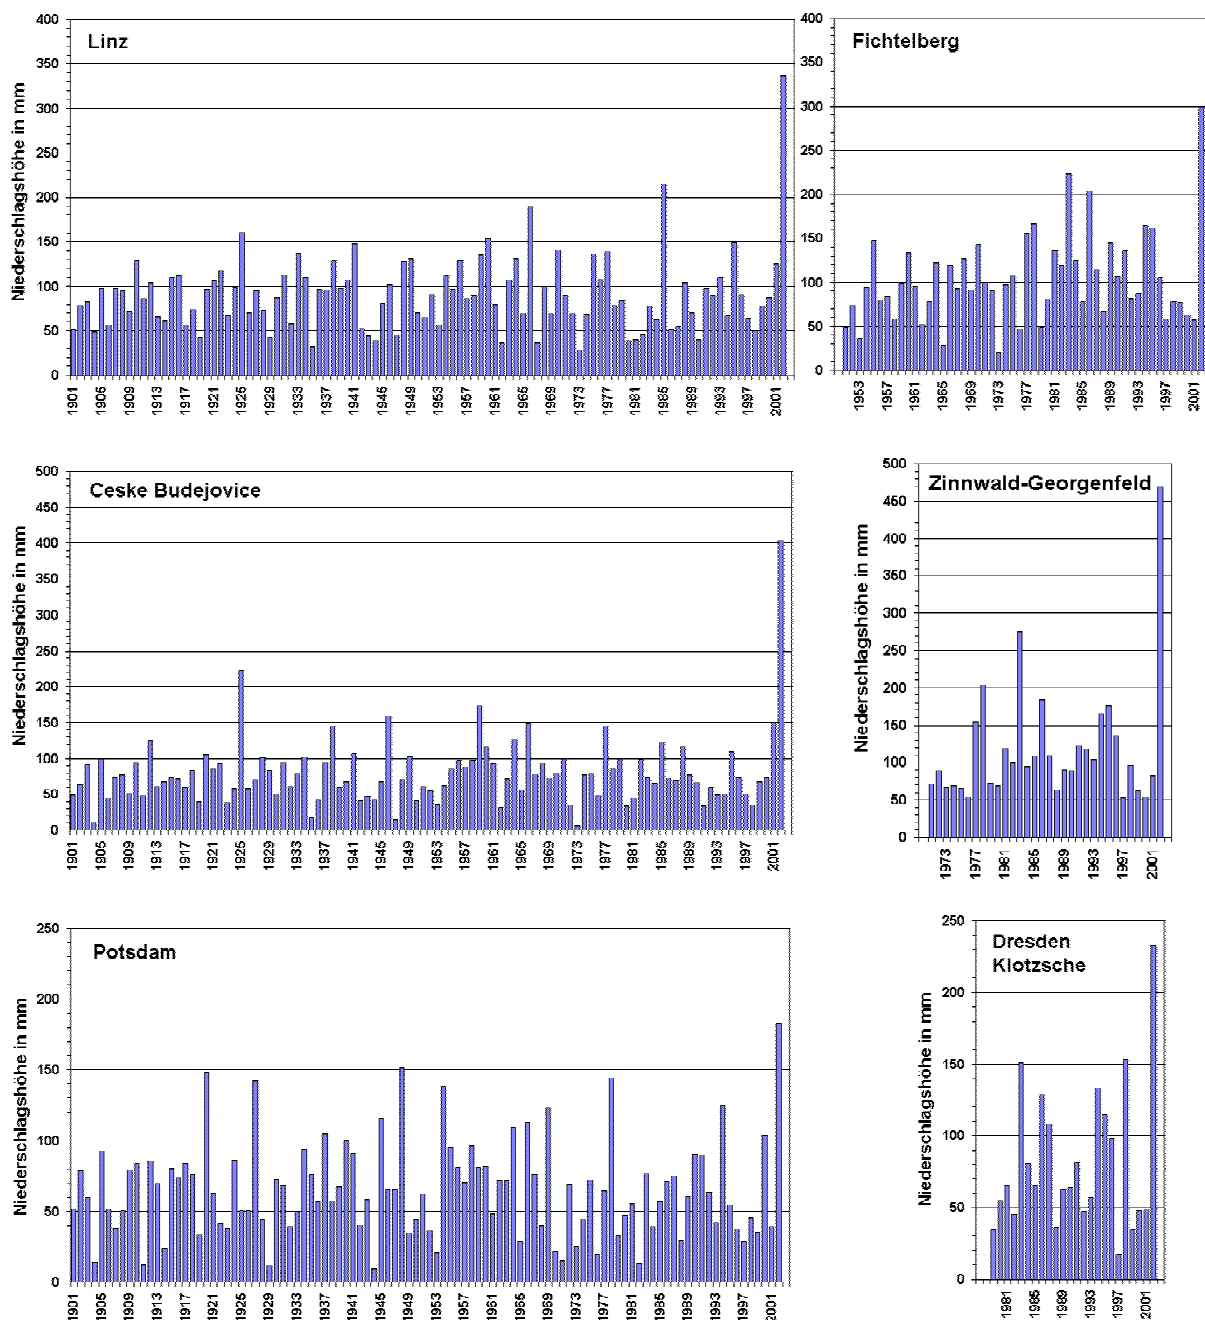 Linz
Niederschlagshöhe in mm
400
350
300
250
200
150
100
50
0
1901 1905 1909 1913 1917 1921 1925 1929 1933 1937 1941 1945 1949 1953 1957 1961 1965 1969 1973 1977 1981 1985 1989 1993 1997 2001
Fichtelberg
400
300
200
150
100
50
0
1953 1957 1961 1965 1969 1973 1977 1981 1985 1989 1993 1997 2001
Ceske Budejovice
Niederschlagshöhe in mm
500
450
400
350
300
250
200
150
100
50
0
1901 1905 1909 1913 1917 1921 1925 1929 1933 1937 1941 1945 1949 1953 1957 1961 1965 1969 1973 1977 1981 1985 1989 1993 1997 2001
Zinnwald-Georgenfeld
Niederschlagshöhe in mm
500
450
400
350
300
250
200
150
100
50
0
1973 1977 1981 1985 1989 1993 1997 2001
Potsdam
Niederschlagshöhe in mm
250
200
150
100
50
0
1901 1905 1909 1913 1917 1921 1925 1929 1933 1937 1941 1945 1949 1953 1957 1961 1965 1969 1973 1977 1981 1985 1989 1993 1997 2001
Dresden
Klotzsche
Niederschlagshöhe in mm
250
200
150
100
50
0
1981 1985 1989 1993 1997 2001